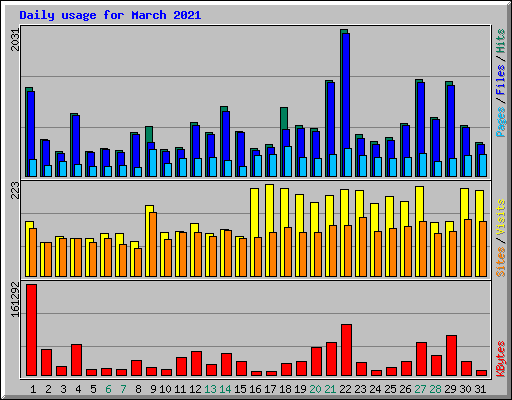 Daily usage for March 2021
2031
Pages / Files / Hits
223
Sites / Visits
161292
KBytes
1 2 3 4 5 6 7 8 9 10 11 12 13 14 15 16 17 18 19 20 21 22 23 24 25 26 27 28 29 30 31